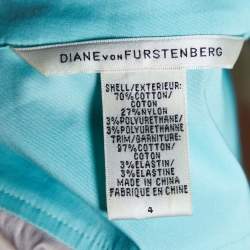 DIANE VON FURSTENBERG
SHELL/EXTERIEUR:
70%COTTON/
COTON
27%NYLON
3%POLYURETHANE/
3%POLYURETHANNE
TRIM/GARNITURE:
97%COTTON/
COTON
3%ELASTIN/
3%ELASTINE
MADE IN CHINA
FABRIQUE EN CHINE
4